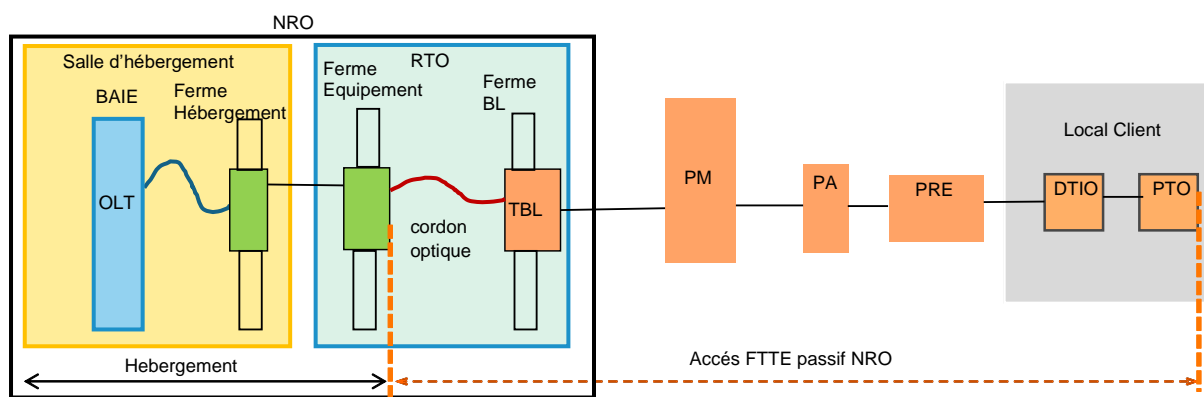 NRO
Salle d'hébergement
RTO
BAIE
Ferme
Hébergement
Ferme
Equipement
Ferme
BL
Local Client
OLT
TBL
PM
PA
PRE
DTIO
PTO
cordon
optique
Hebergement
Accés FTTE passif NRO